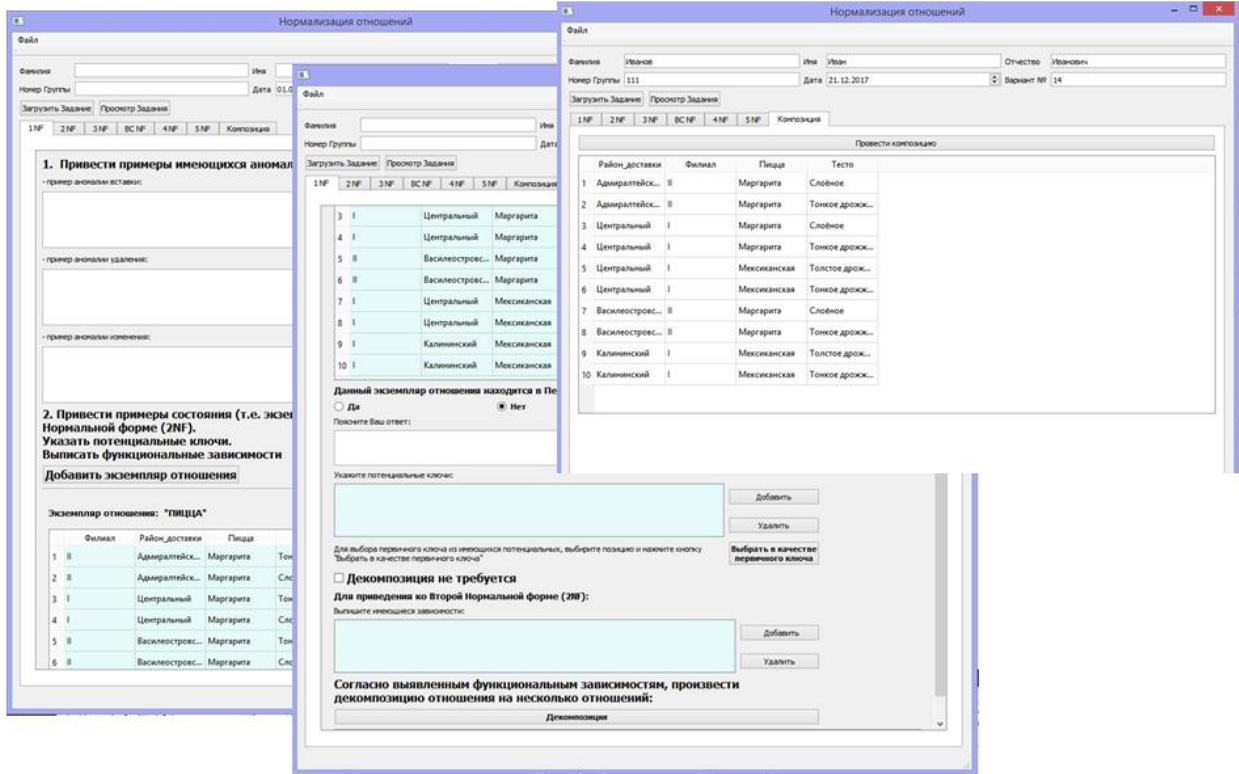 Нормализация отношений
Файл
Фамилия
Имя
Номер Группы
Дата 01.0
Загрузить Задание Просмотр Задания
1NF 2NF 3NF BCNF 4NF 5NF Композиция
1. Привести примеры имеющихся аномал
- пример аномалии вставки:
- пример аномалии удаления:
- пример аномалии изменения:
2. Привести примеры состояния (т.е. экзем
Нормальной форме (2NF).
Указать потенциальные ключи.
Выписать функциональные зависимости
Добавить экземпляр отношения
Экземпляр отношения: "ПИЦЦА"
Филиал Район_доставки Пицца
1 II Адмиралтейск... Маргарита Тон
2 II Адмиралтейск... Маргарита Сло
3 I Центральный Маргарита Тон
4 I Центральный Маргарита Сло
5 II Василеостровс... Маргарита Тон
6 II Василеостровс... Маргарита Сло
Файл
Фамилия
Имя
Номер Группы
Дата
Загрузить Задание Просмотр Задания
1NF 2NF 3NF BCNF 4NF 5NF Композиция
3 I Центральный Маргарита
4 I Центральный Маргарита
5 II Василеостровс... Маргарита
6 II Василеостровс... Маргарита
7 I Центральный Мексиканская
8 I Центральный Мексиканская
9 I Калининский Мексиканская
10 I Калининский Мексиканская
Данный экземпляр отношения находится в Пе
Да Нет
Поясните Ваш ответ:
Укажите потенциальные ключи:
Добавить
Удалить
Для выбора первичного ключа из имеющихся потенциальных, выбирите позицию и нажмите кнопку
"Выбрать в качестве первичного ключа"
Выбрать в качестве
первичного ключа
Декомпозиция не требуется
Для приведения ко Второй Нормальной форме (2NF):
Выпишите имеющиеся зависимости:
Добавить
Удалить
Согласно выявленным функциональным зависимостям, произвести
декомпозицию отношения на несколько отношений:
Декомпозиция
Нормализация отношений
Файл
Фамилия Иванов Имя Иван Отчество Иванович
Номер Группы 111 Дата 21.12.2017 Вариант № 14
Загрузить Задание Просмотр Задания
1NF 2NF 3NF BCNF 4NF 5NF Композиция
Провести композицию
Район_доставки Филиал Пицца Тесто
1 Адмиралтейск... II Маргарита Слоёное
2 Адмиралтейск... II Маргарита Тонкое дрожж...
3 Центральный I Маргарита Слоёное
4 Центральный I Маргарита Тонкое дрожж...
5 Центральный I Мексиканская Толстое дрож...
6 Центральный I Мексиканская Тонкое дрожж...
7 Василеостровс... II Маргарита Слоёное
8 Василеостровс... II Маргарита Тонкое дрожж...
9 Калининский I Мексиканская Толстое дрож...
10 Калининский I Мексиканская Тонкое дрожж...